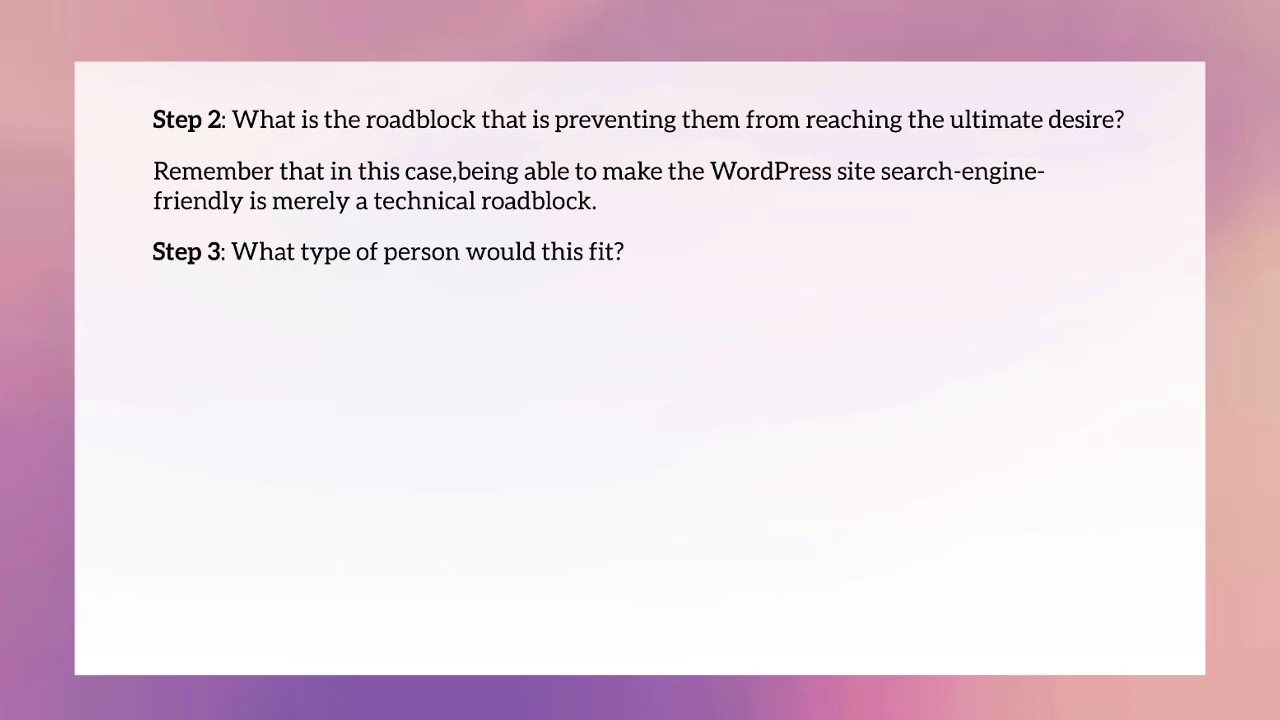 Step 2: What is the roadblock that is preventing them from reaching the ultimate desire?
Remember that in this case,being able to make the WordPress site search-engine-
friendly is merely a technical roadblock.
Step 3: What type of person would this fit?